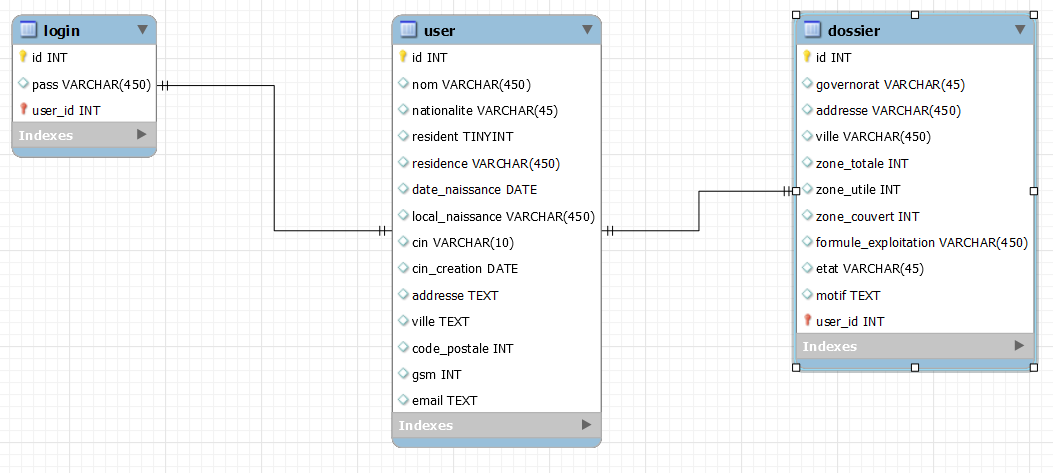 login
id INT
pass VARCHAR(450)
user_id INT
Indexes
user
id INT
nom VARCHAR(450)
nationalite VARCHAR(45)
resident TINYINT
residence VARCHAR(450)
date_naissance DATE
local_naissance VARCHAR(450)
cin VARCHAR(10)
cin_creation DATE
addresse TEXT
ville TEXT
code_postale INT
gsm INT
email TEXT
Indexes
dossier
id INT
governorat VARCHAR(45)
addresse VARCHAR(450)
ville VARCHAR(450)
zone_totale INT
zone_utile INT
zone_couvert INT
formule_exploitation VARCHAR(450)
etat VARCHAR(45)
motif TEXT
user_id INT
Indexes